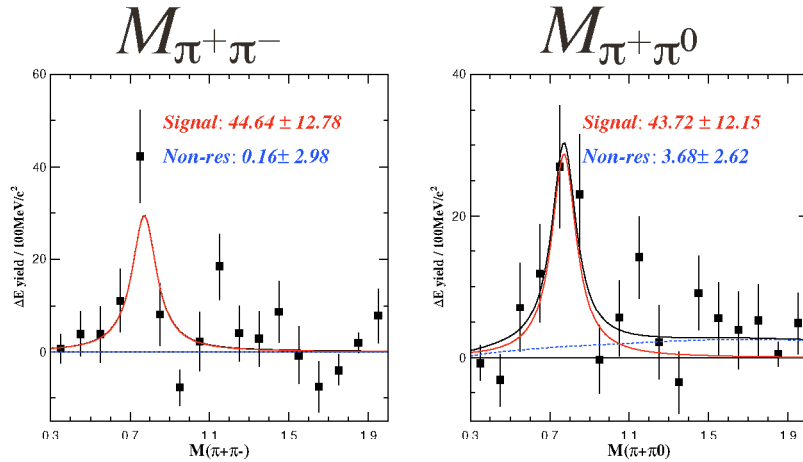 Mπ+π−
Mπ+π0
60
40
20
0
ΔE yield / 100MeV/c²
Signal: 44.64 ± 12.78
Non-res: 0.16± 2.98
0.3 0.7 1.1 1.5 1.9
M(π+π-)
40
20
0
ΔE yield / 100MeV/c²
Signal: 43.72 ± 12.15
Non-res: 3.68± 2.62
0.3 0.7 1.1 1.5 1.9
M(π+π0)